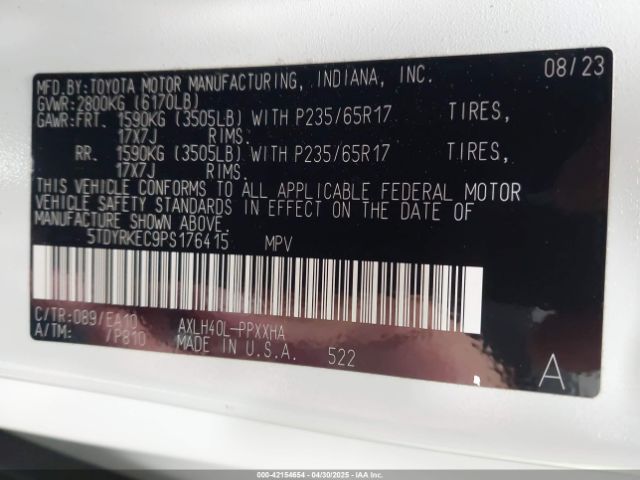 MFD.BY:TOYOTA MOTOR MANUFACTURING, INDIANA, INC. 08/23
GVWR:2800KG (6170LB)
GAWR:FRT. 1590KG (3505LB) WITH P235/65R17 TIRES,
17X7J RIMS.
RR. 1590KG (3505LB) WITH P235/65R17 TIRES,
17X7J RIMS.
THIS VEHICLE CONFORMS TO ALL APPLICABLE FEDERAL MOTOR
VEHICLE SAFETY STANDARDS IN EFFECT ON THE DATE OF
MANUFACTURE SHOWN ABOVE.
5TDYRKEC9PS176415 MPV
C/TR:089/EA10 AXLH40L-PPXXHA
A/TM: /P810 MADE IN U.S.A. 522
A
000-42154654 - 04/30/2025 - IAAI.COM